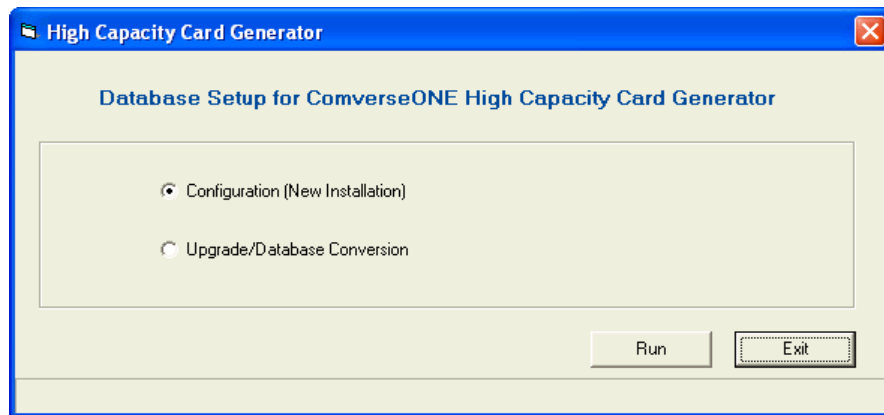 High Capacity Card Generator
Database Setup for ComverseONE High Capacity Card Generator
Configuration (New Installation)
Upgrade/Database Conversion
Run Exit